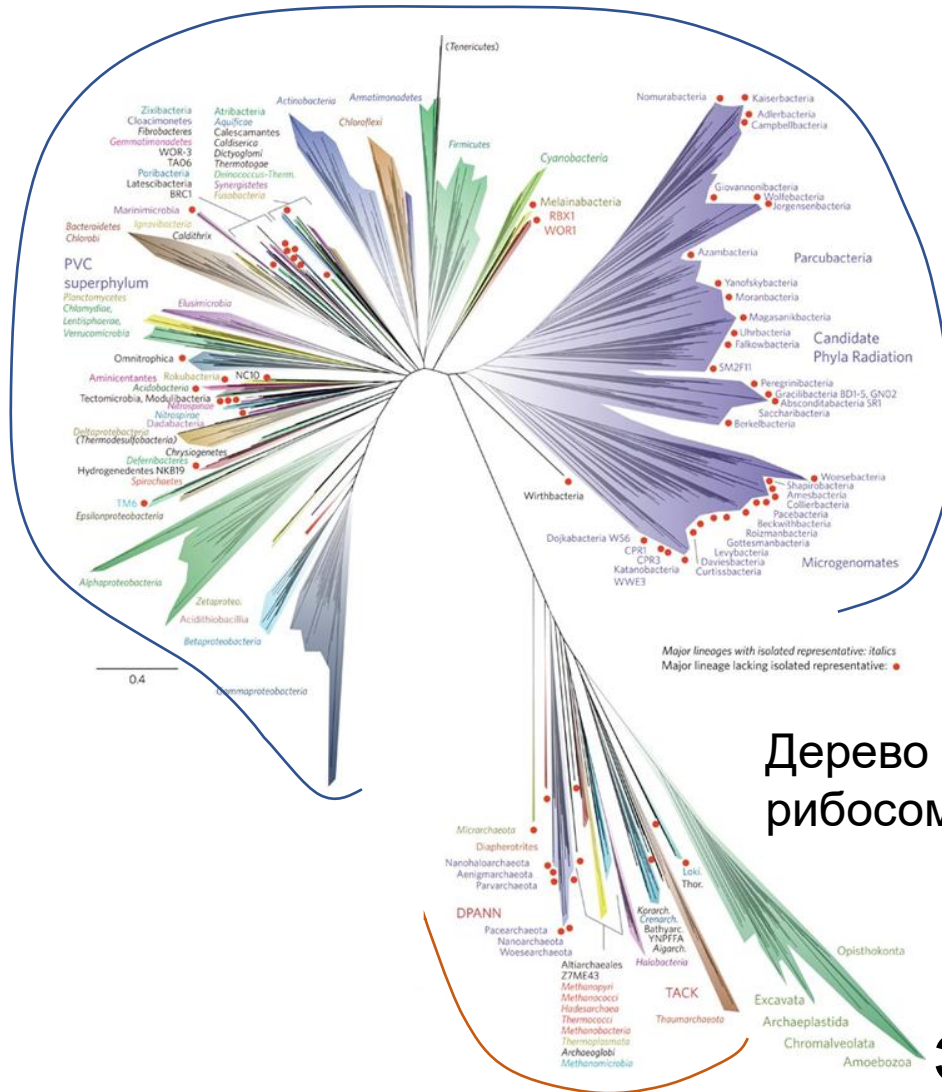 (Tenericutes)
Zixibacteria
Cloacimonetes
Fibrobacteres
Gemmatimonadetes
WOR-3
TA06
Poribacteria
Latescibacteria
BRC1
Atribacteria
Aquificae
Calescamantes
Caldiserica
Dictyoglomi
Thermotogae
Deinococcus-Therm.
Synergistetes
Fusobacteria
Actinobacteria
Armatimonadetes
Chloroflexi
Firmicutes
Cyanobacteria
Melainabacteria
RBX1
WOR1
Nomurabacteria
Kaiserbacteria
Adlerbacteria
Campbellbacteria
Giovannonibacteria
Wolfebacteria
Jorgensenbacteria
Azambacteria
Parcubacteria
Yanofskybacteria
Moranbacteria
Magasanikbacteria
Uhrbacteria
Falkowbacteria
Candidate
Phyla Radiation
SM2F11
Peregrinibacteria
Gracilibacteria BD1-5, GN02
Absconditabacteria SR1
Saccharibacteria
Berkelbacteria
Marinimicrobia
Ignavibacteria
Caldithrix
Bacteroidetes
Chlorobi
PVC
superphylum
Planctomycetes
Chlamydiae,
Lentisphaerae,
Verrucomicrobia
Elusimicrobia
Omnitrophica
Aminicentantes
Rokubacteria
NC10
Acidobacteria
Tectomicrobia, Modulibacteria
Nitrospinae
Nitrospirae
Dadabacteria
Deltaprotebacteria
(Thermodesulfobacteria)
Chrysiogenetes
Deferribacteres
Hydrogenedentes NKB19
Spirochaetes
TM6
Epsilonproteobacteria
Alphaproteobacteria
Zetaproteo.
Acidithiobacillia
Betaproteobacteria
Gammaproteobacteria
0.4
Wirthbacteria
Woesebacteria
Shapirobacteria
Amesbacteria
Collierbacteria
Pacebacteria
Beckwithbacteria
Roizmanbacteria
Gottesmanbacteria
Levybacteria
Daviesbacteria
Curtissbacteria
Microgenomates
Dojkabacteria WS6
CPR1
CPR3
Katanobacteria
WWE3
Major lineages with isolated representative: italics
Major lineage lacking isolated representative:
Дерево
рибосом
Micrarchaeota
Diapherotrites
Nanohaloarchaeota
Aenigmarchaeota
Parvarchaeota
DPANN
Pacearchaeota
Nanoarchaeota
Woesearchaeota
Altiarchaeales
Z7ME43
Methanopyri
Methanococci
Hadesarchaea
Thermococci
Methanobacteria
Thermoplasmata
Archaeoglobi
Methanomicrobia
Halobacteria
Loki.
Thor.
Korarch.
Crenarch.
Bathyarc.
YNPFFA
Aigarch.
TACK
Thaumarchaeota
Opisthokonta
Excavata
Archaeplastida
Chromalveolata
Amoebozoa